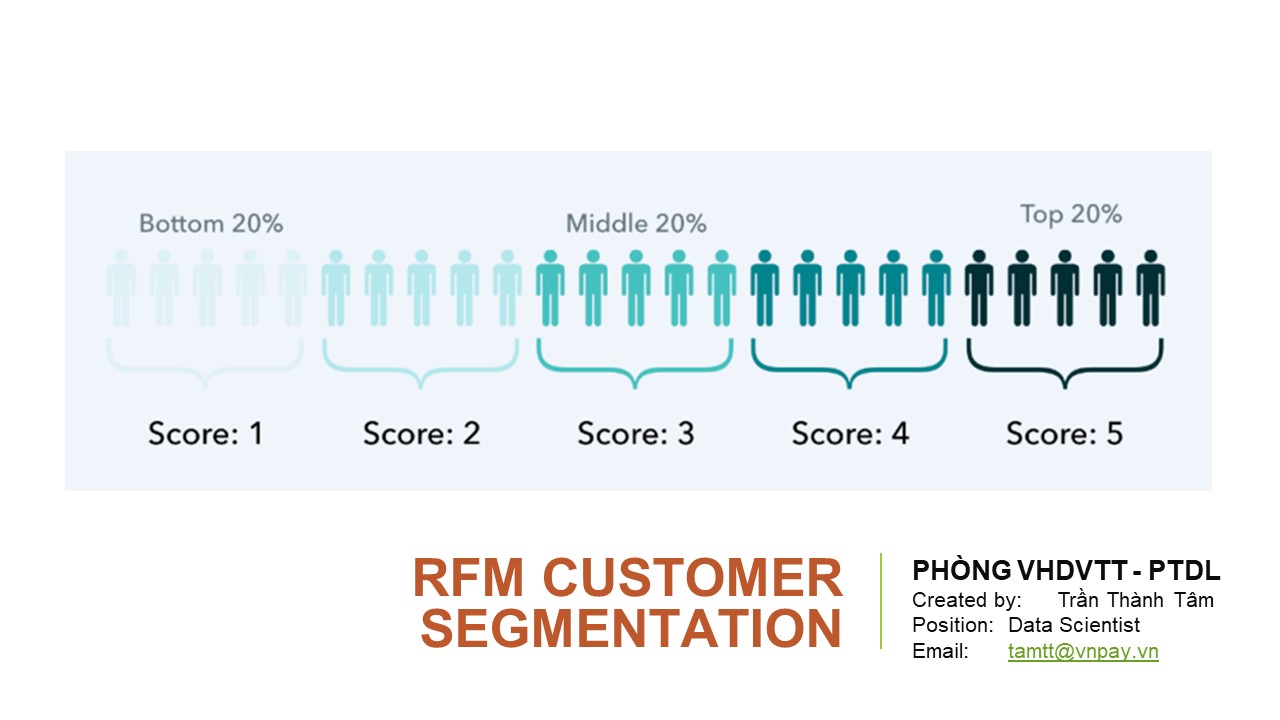 Bottom 20%
Middle 20%
Top 20%
Score: 1
Score: 2
Score: 3
Score: 4
Score: 5
RFM CUSTOMER
SEGMENTATION
PHÒNG VHDVTT - PTDL
Created by: Trần Thành Tâm
Position: Data Scientist
Email: tamtt@vnpay.vn